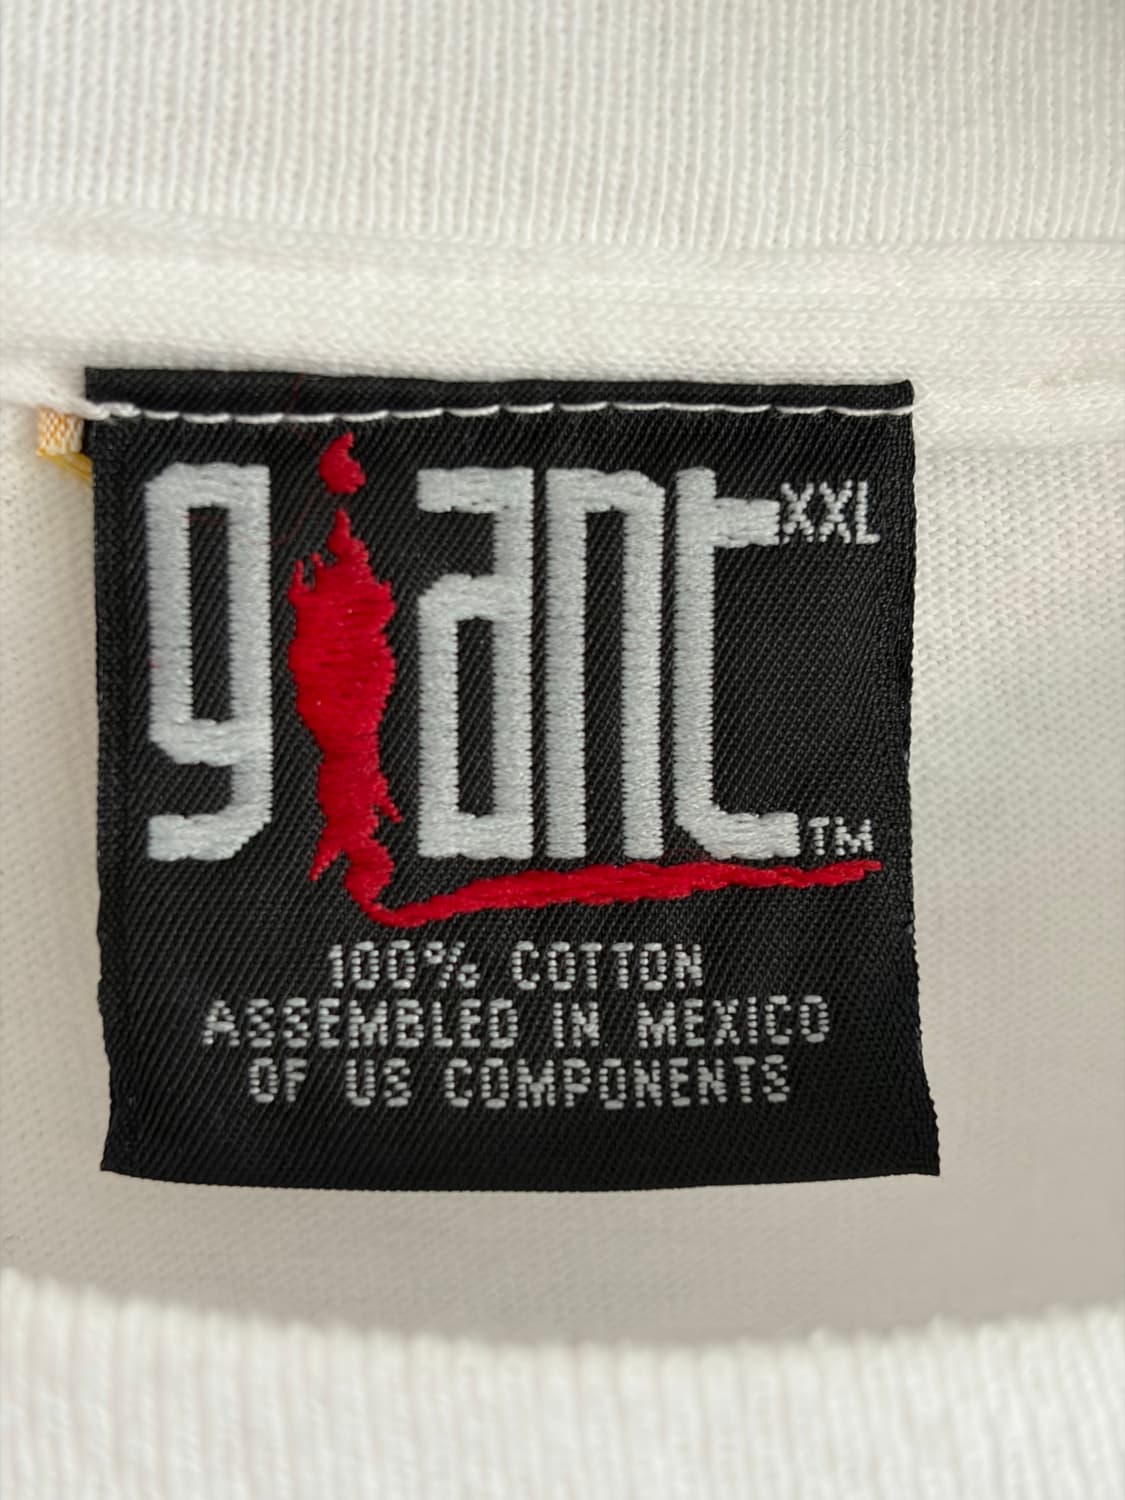 giant XXL
TM
100% COTTON
ASSEMBLED IN MEXICO
OF US COMPONENTS